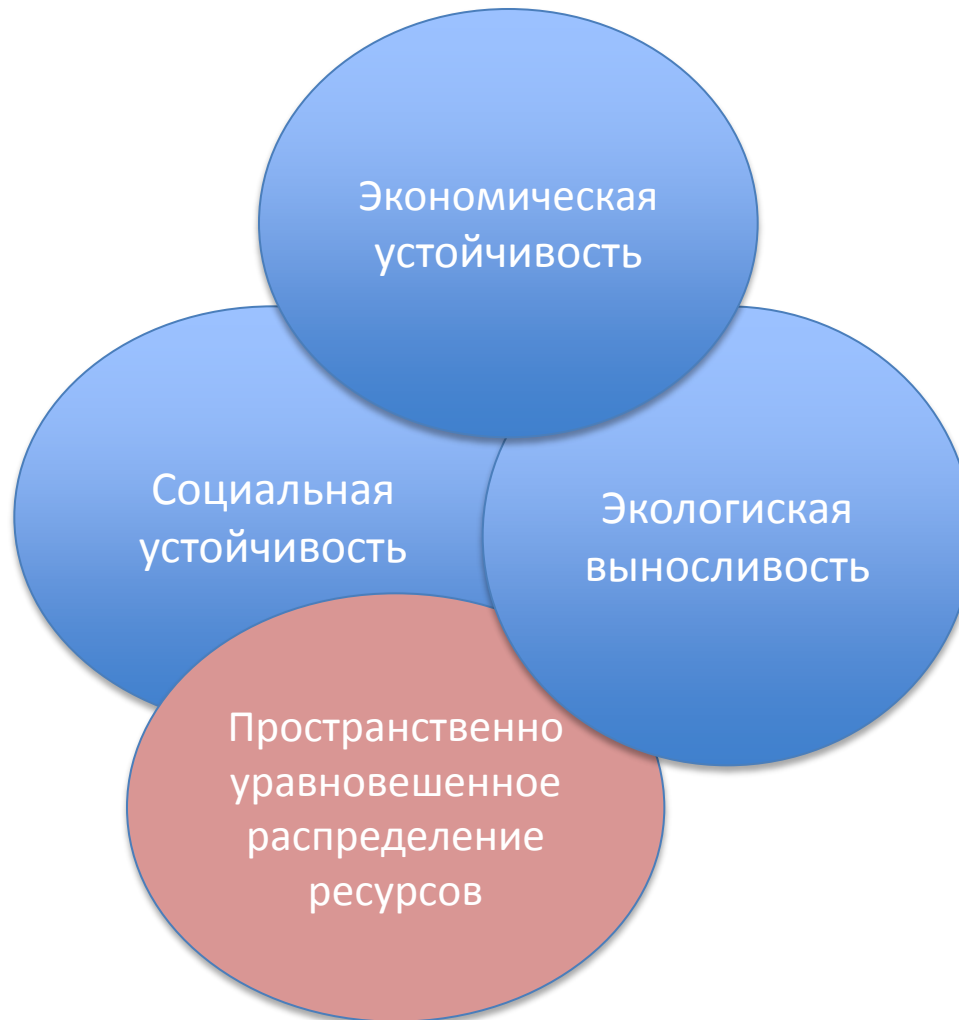 Экономическая
устойчивость
Социальная
устойчивость
Экологиская
выносливость
Пространственно
уравновешенное
распределение
ресурсов